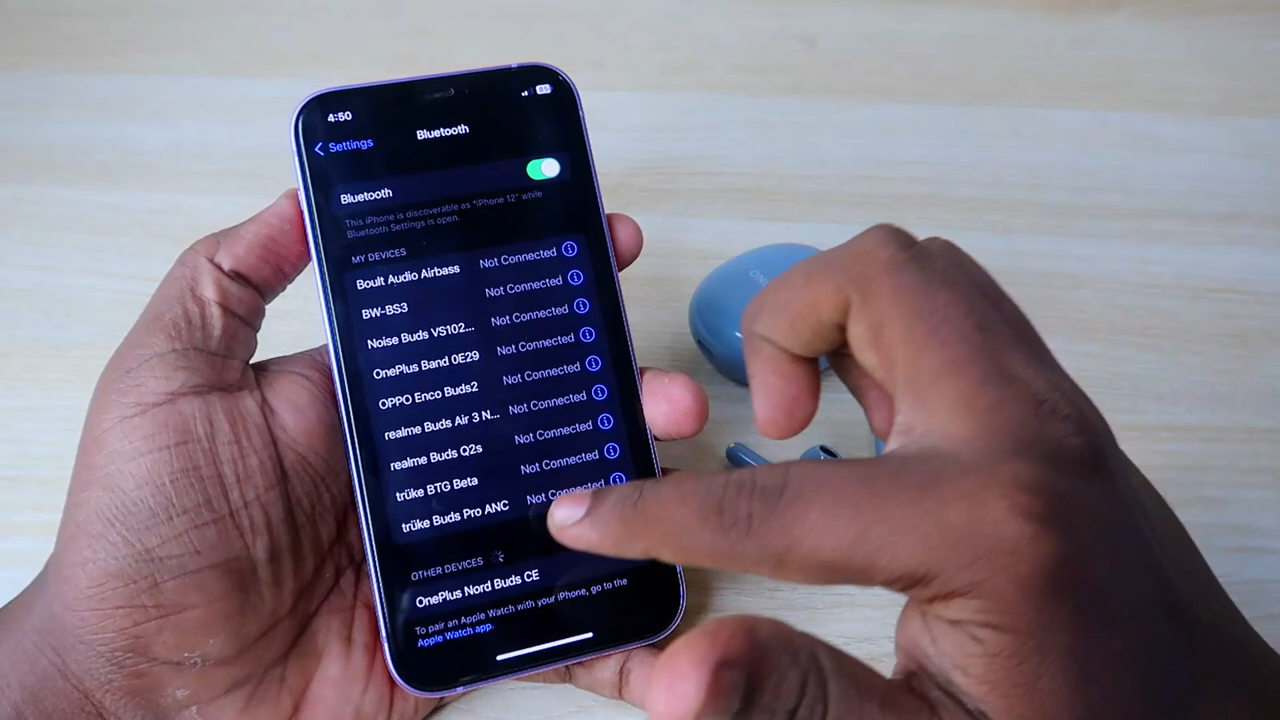 4:50
85
Settings
Bluetooth
Bluetooth
This iPhone is discoverable as "iPhone 12" while
Bluetooth Settings is open.
MY DEVICES
Boult Audio Airbass Not Connected
BW-BS3 Not Connected
Noise Buds VS102... Not Connected
OnePlus Band 0E29 Not Connected
OPPO Enco Buds2 Not Connected
realme Buds Air 3 N... Not Connected
realme Buds Q2s Not Connected
trüke BTG Beta Not Connected
trüke Buds Pro ANC Not Connected
OTHER DEVICES
OnePlus Nord Buds CE
To pair an Apple Watch with your iPhone, go to the
Apple Watch app.